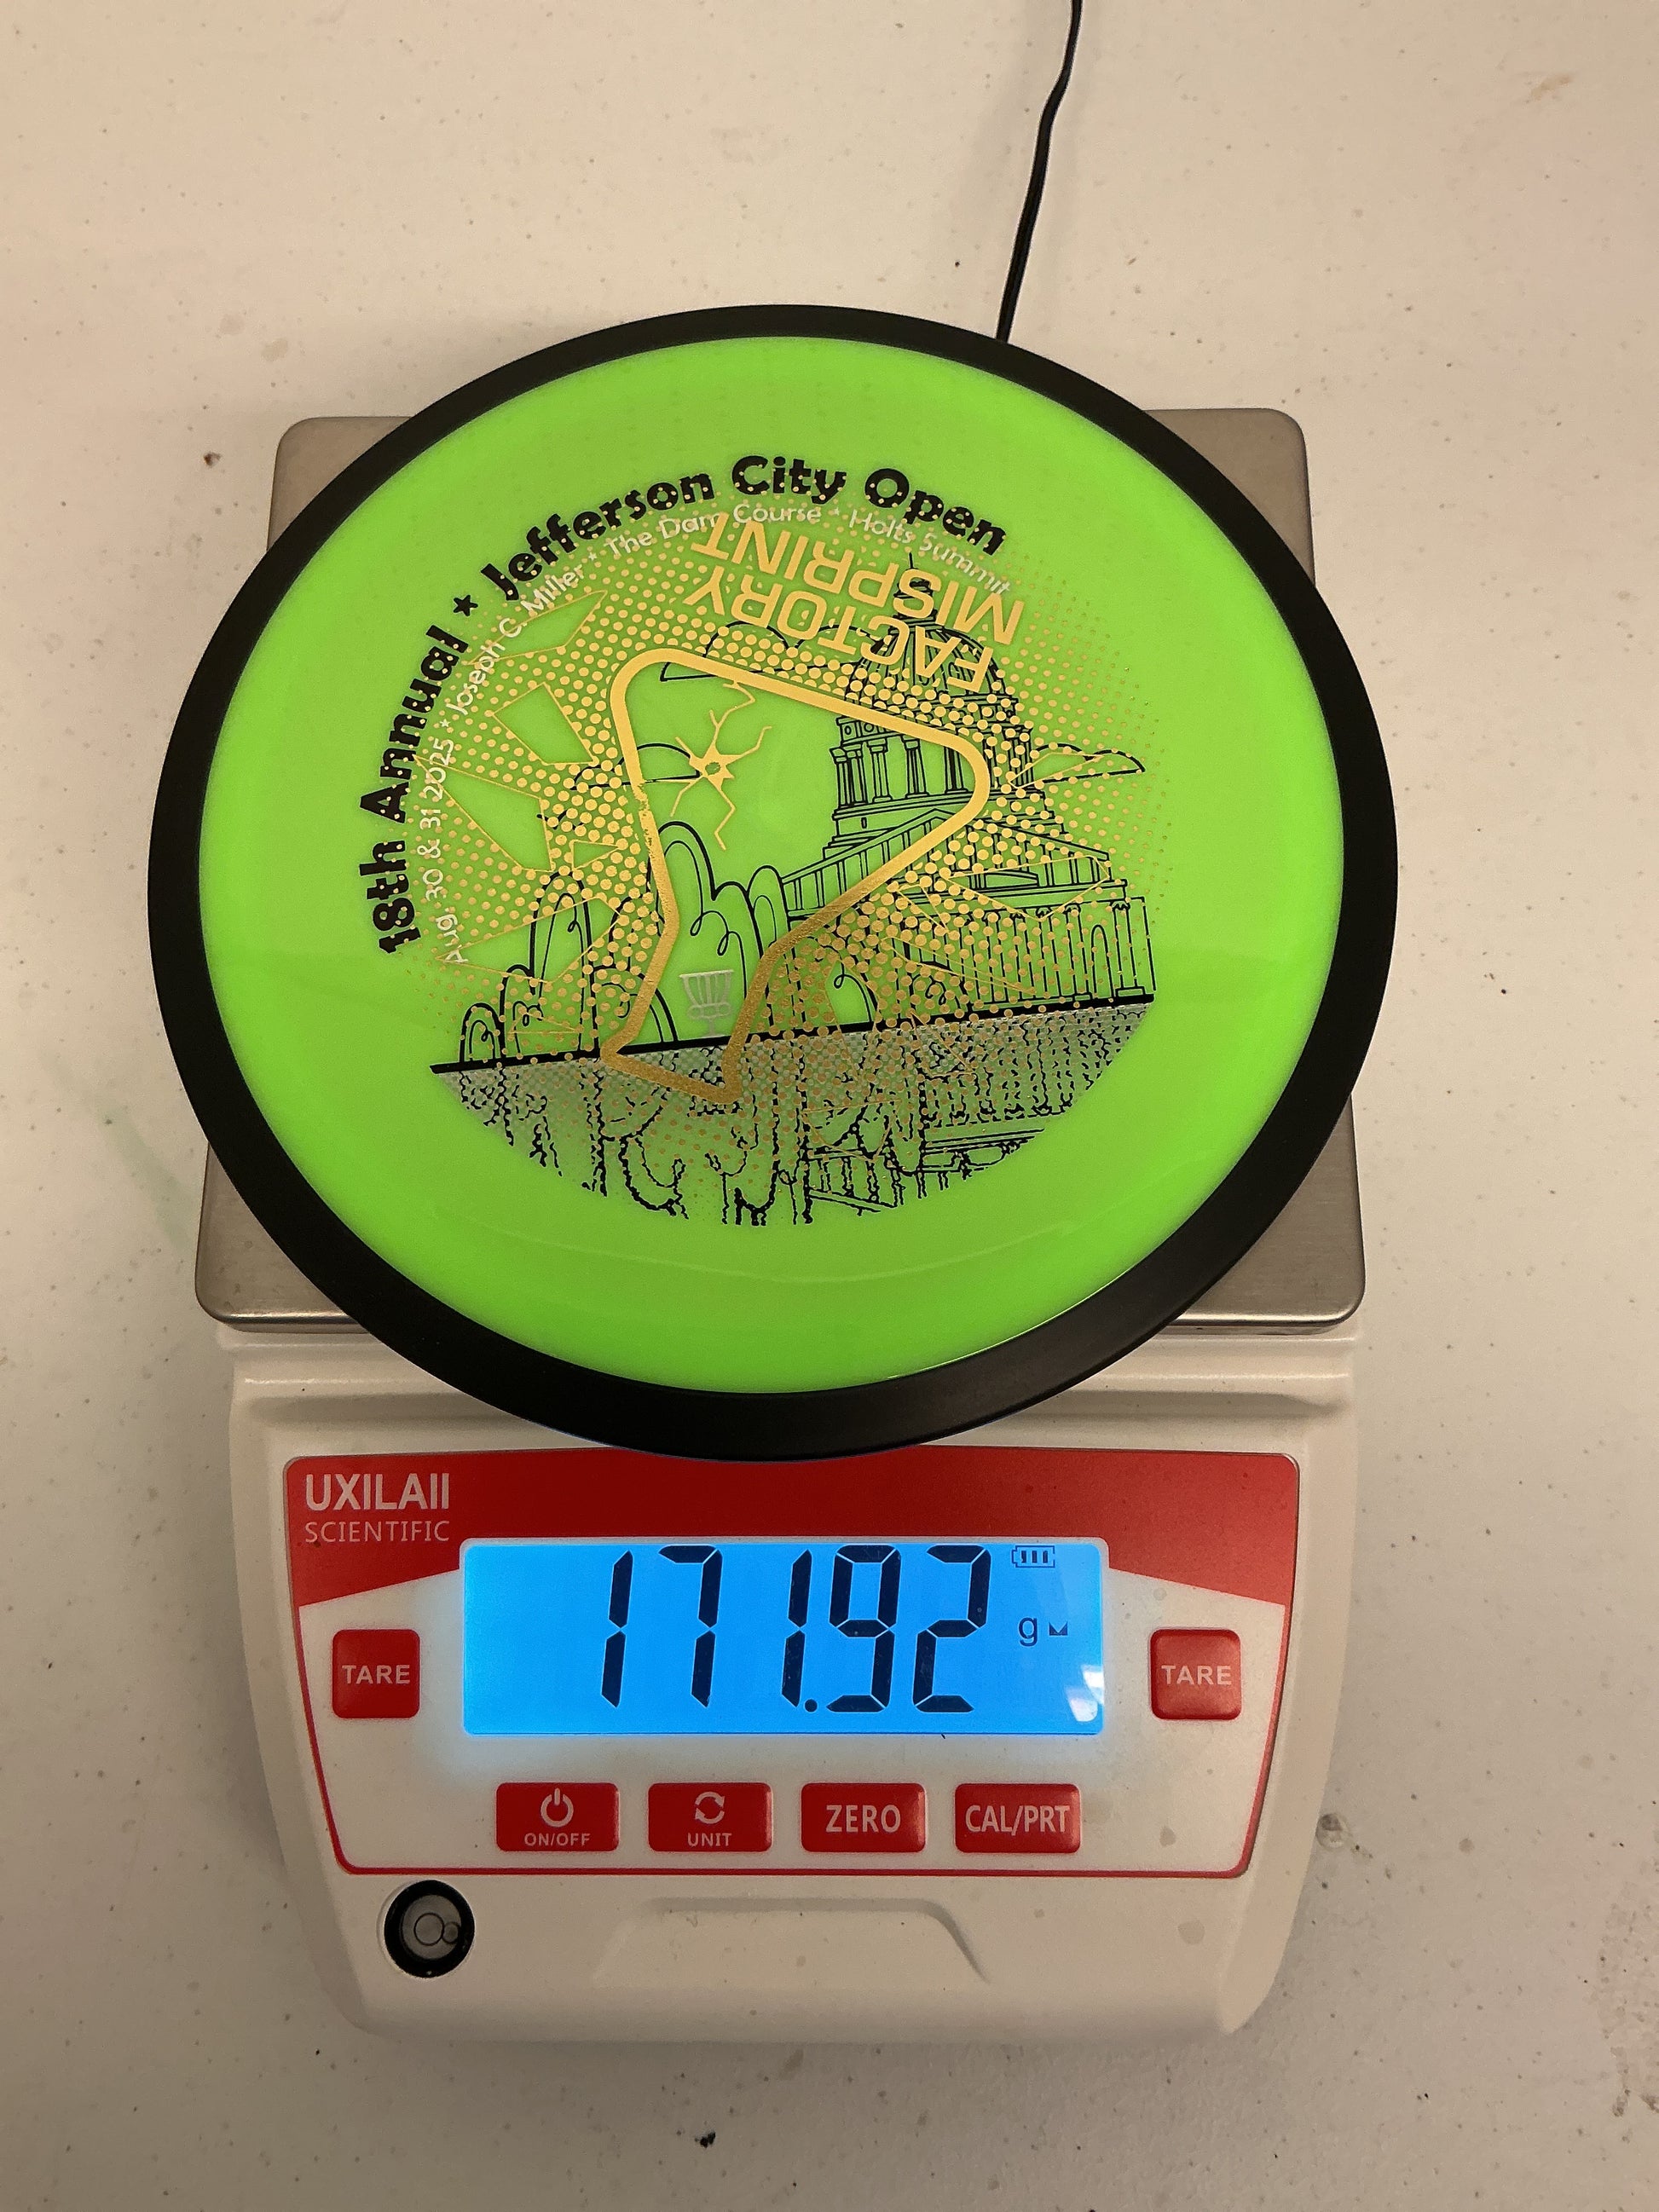 18th Annual ★ Jefferson City Open
Aug. 30 & 31 2025 * Joseph C. Miller * The Dam Course * Holts Summit
FACTORY
MISPRINT
UXILAII
SCIENTIFIC
171.92 g
TARE
TARE
ON/OFF
UNIT
ZERO
CAL/PRT